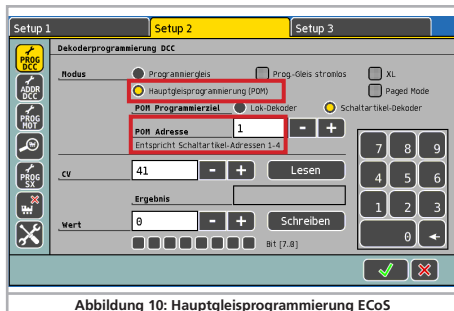 Setup 1
Setup 2
Setup 3
Dekoderprogrammierung DCC
PROG DCC
ADDR DCC
PROG MOT
PROG SX
Modus
Programmiergleis
Prog-Gleis stromlos
XL
Hauptgleisprogrammierung (POM)
Paged Mode
POM Programmierziel
Lok-Dekoder
Schaltartikel-Dekoder
POM Adresse
1
- +
Entspricht Schaltartikel-Adressen 1-4
CV
41
- +
Lesen
Ergebnis
Wert
0
- +
Schreiben
Bit [7..0]
7 8 9
4 5 6
1 2 3
0
Abbildung 10: Hauptgleisprogrammierung ECoS